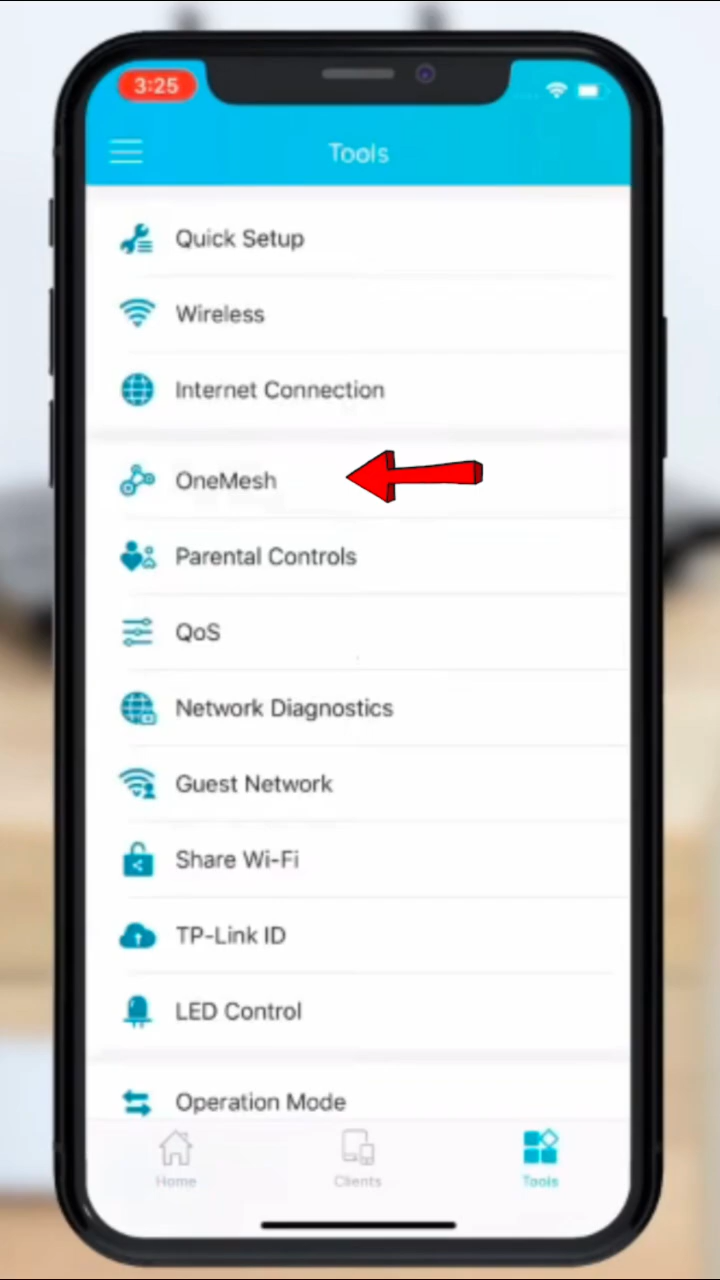 3:25
Tools
Quick Setup
Wireless
Internet Connection
OneMesh
Parental Controls
QoS
Network Diagnostics
Guest Network
Share Wi-Fi
TP-Link ID
LED Control
Operation Mode
Home
Clients
Tools